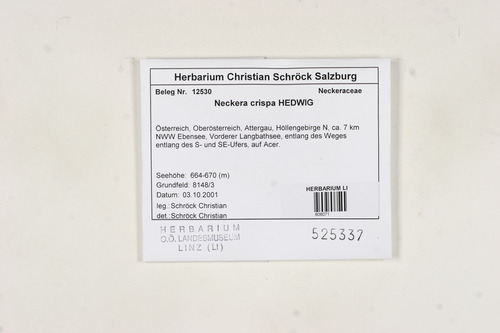 Herbarium Christian Schröck Salzburg
Beleg Nr. 12530 Neckeraceae
Neckera crispa HEDWIG
Österreich, Oberösterreich, Attergau, Höllengebirge N, ca. 7 km
NWW Ebensee, Vorderer Langbathsee, entlang des Weges
entlang des S- und SE-Ufers, auf Acer.
Seehöhe: 664-670 (m)
Grundfeld: 8148/3
Datum: 03.10.2001
leg.: Schröck Christian
det.: Schröck Christian
HERBARIUM LI
608071
HERBARIUM
O.Ö. LANDESMUSEUM
LINZ (LI)
525337